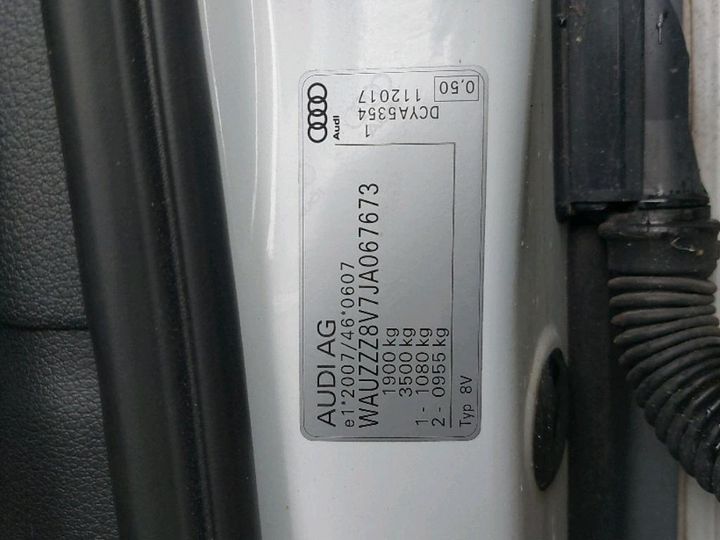 Audi
AUDI AG
e1*2007/46*0607
WAUZZZ8V7JA067673
1900 kg
3500 kg
1 - 1080 kg
2 - 0955 kg
Typ 8V
1
DCYA5354
112017
0,50